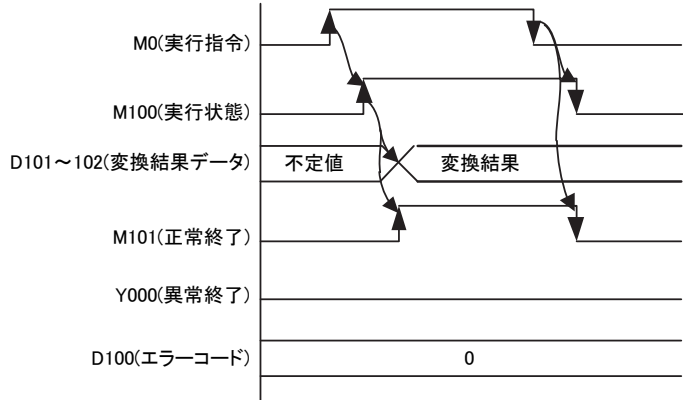 M0(実行指令)
M100(実行状態)
D101～102(変換結果データ) 不定値 変換結果
M101(正常終了)
Y000(異常終了)
D100(エラーコード) 0